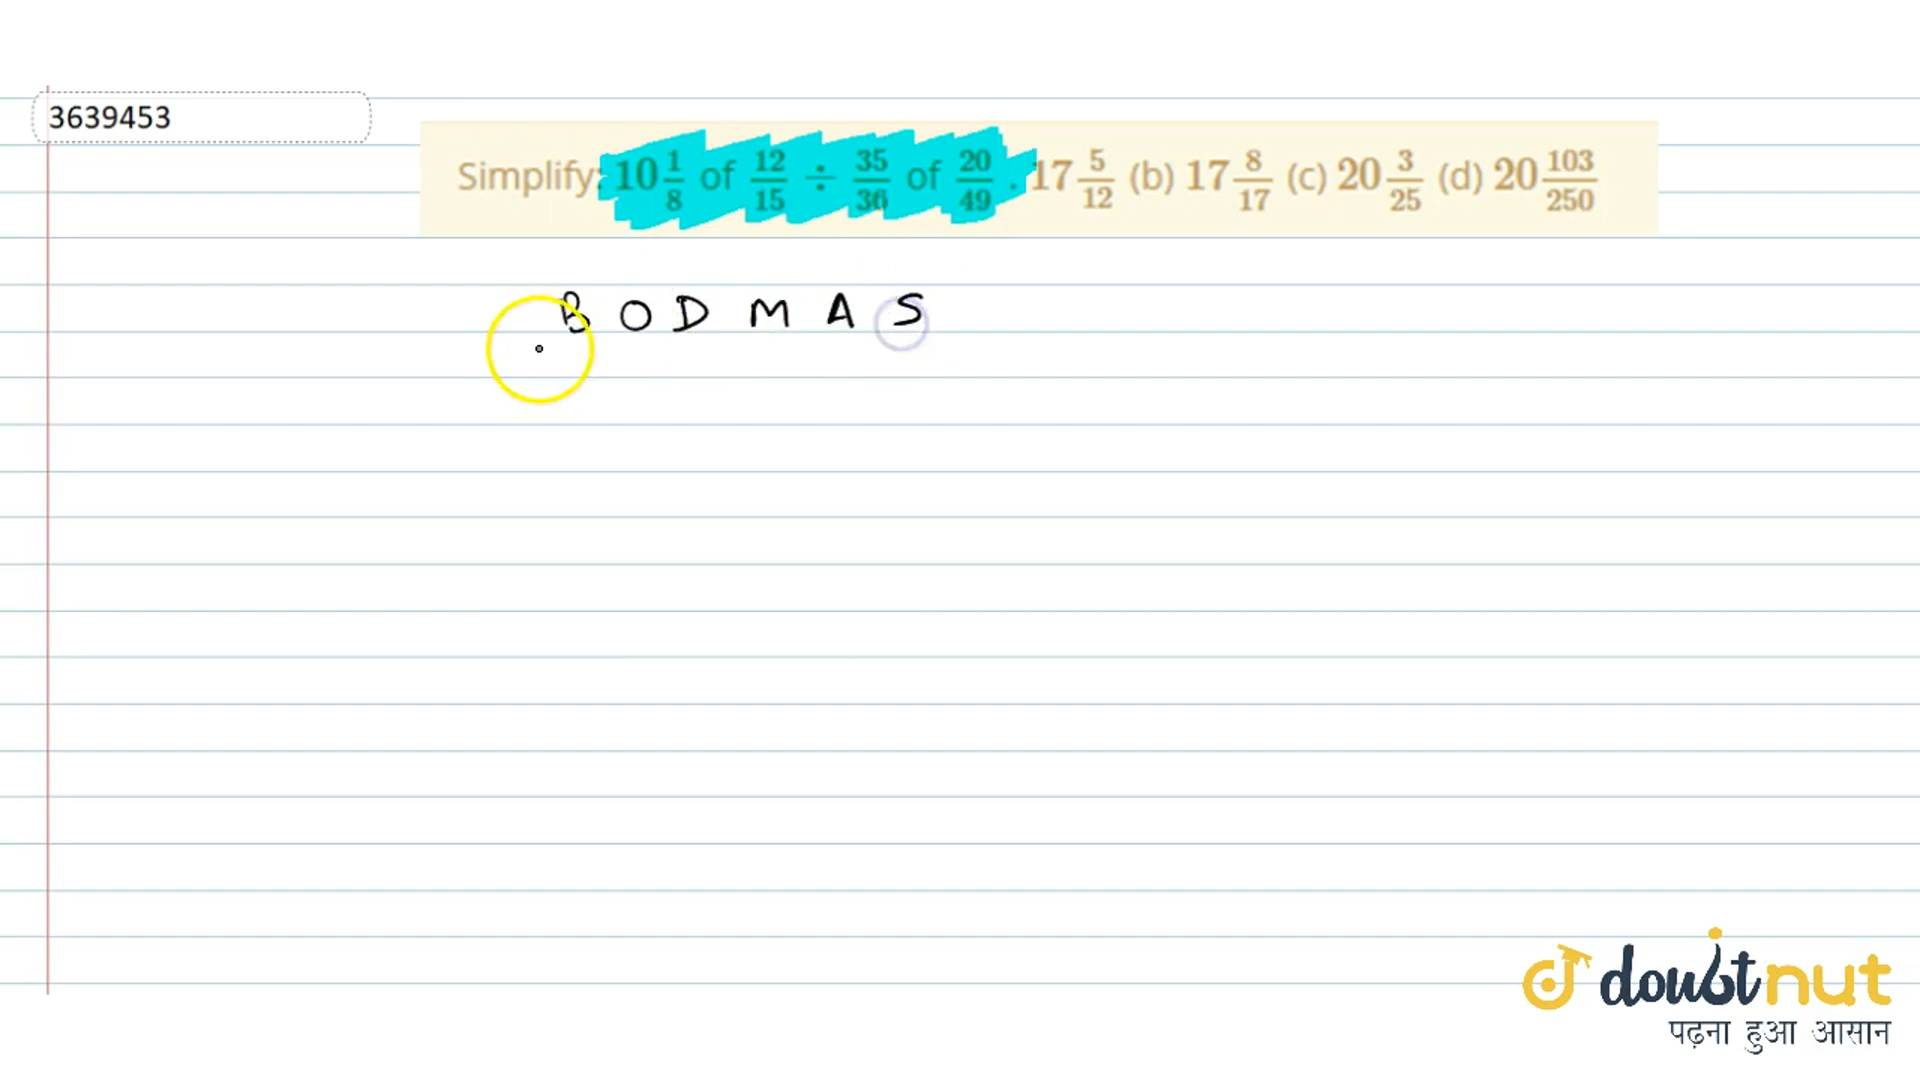 3639453
Simplify: 10 1/8 of 12/15 ÷ 35/36 of 20/49 . 17 5/12 (b) 17 8/17 (c) 20 3/25 (d) 20 103/250
B O D M A S
doubtnut
पढ़ना हुआ आसान